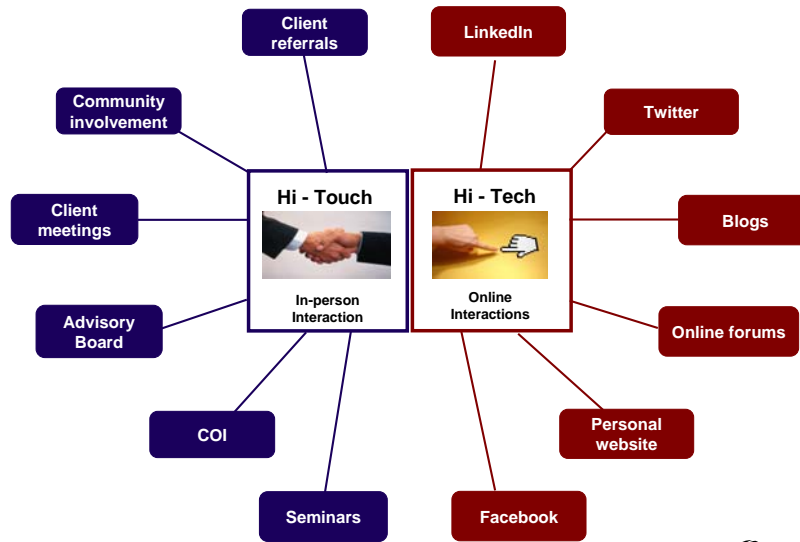 Client
referrals
LinkedIn
Community
involvement
Twitter
Hi - Touch
Hi - Tech
Client
meetings
Blogs
In-person
Interaction
Online
Interactions
Advisory
Board
Online forums
COI
Personal
website
Seminars
Facebook